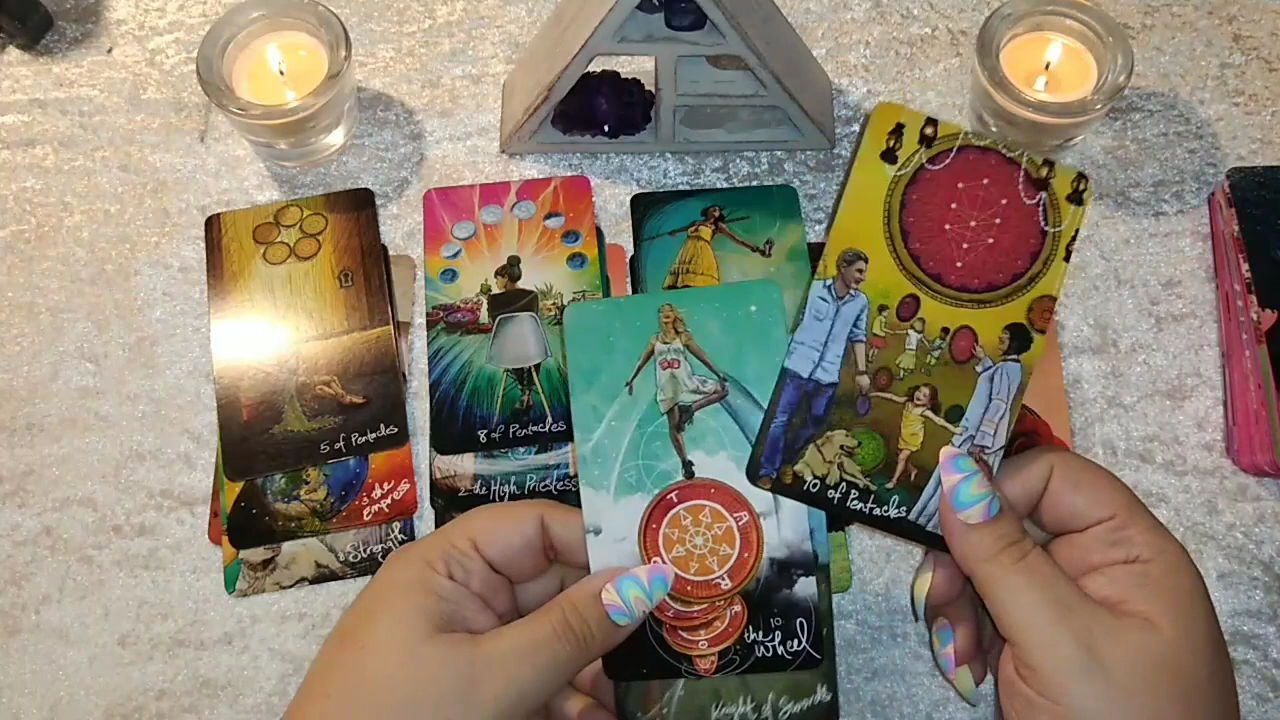 5 of Pentacles
3 the
Empress
8 Strength
8 of Pentacles
2 the High Priestess
10
the
Wheel
T A R
10 of Pentacles
Knight of Swords